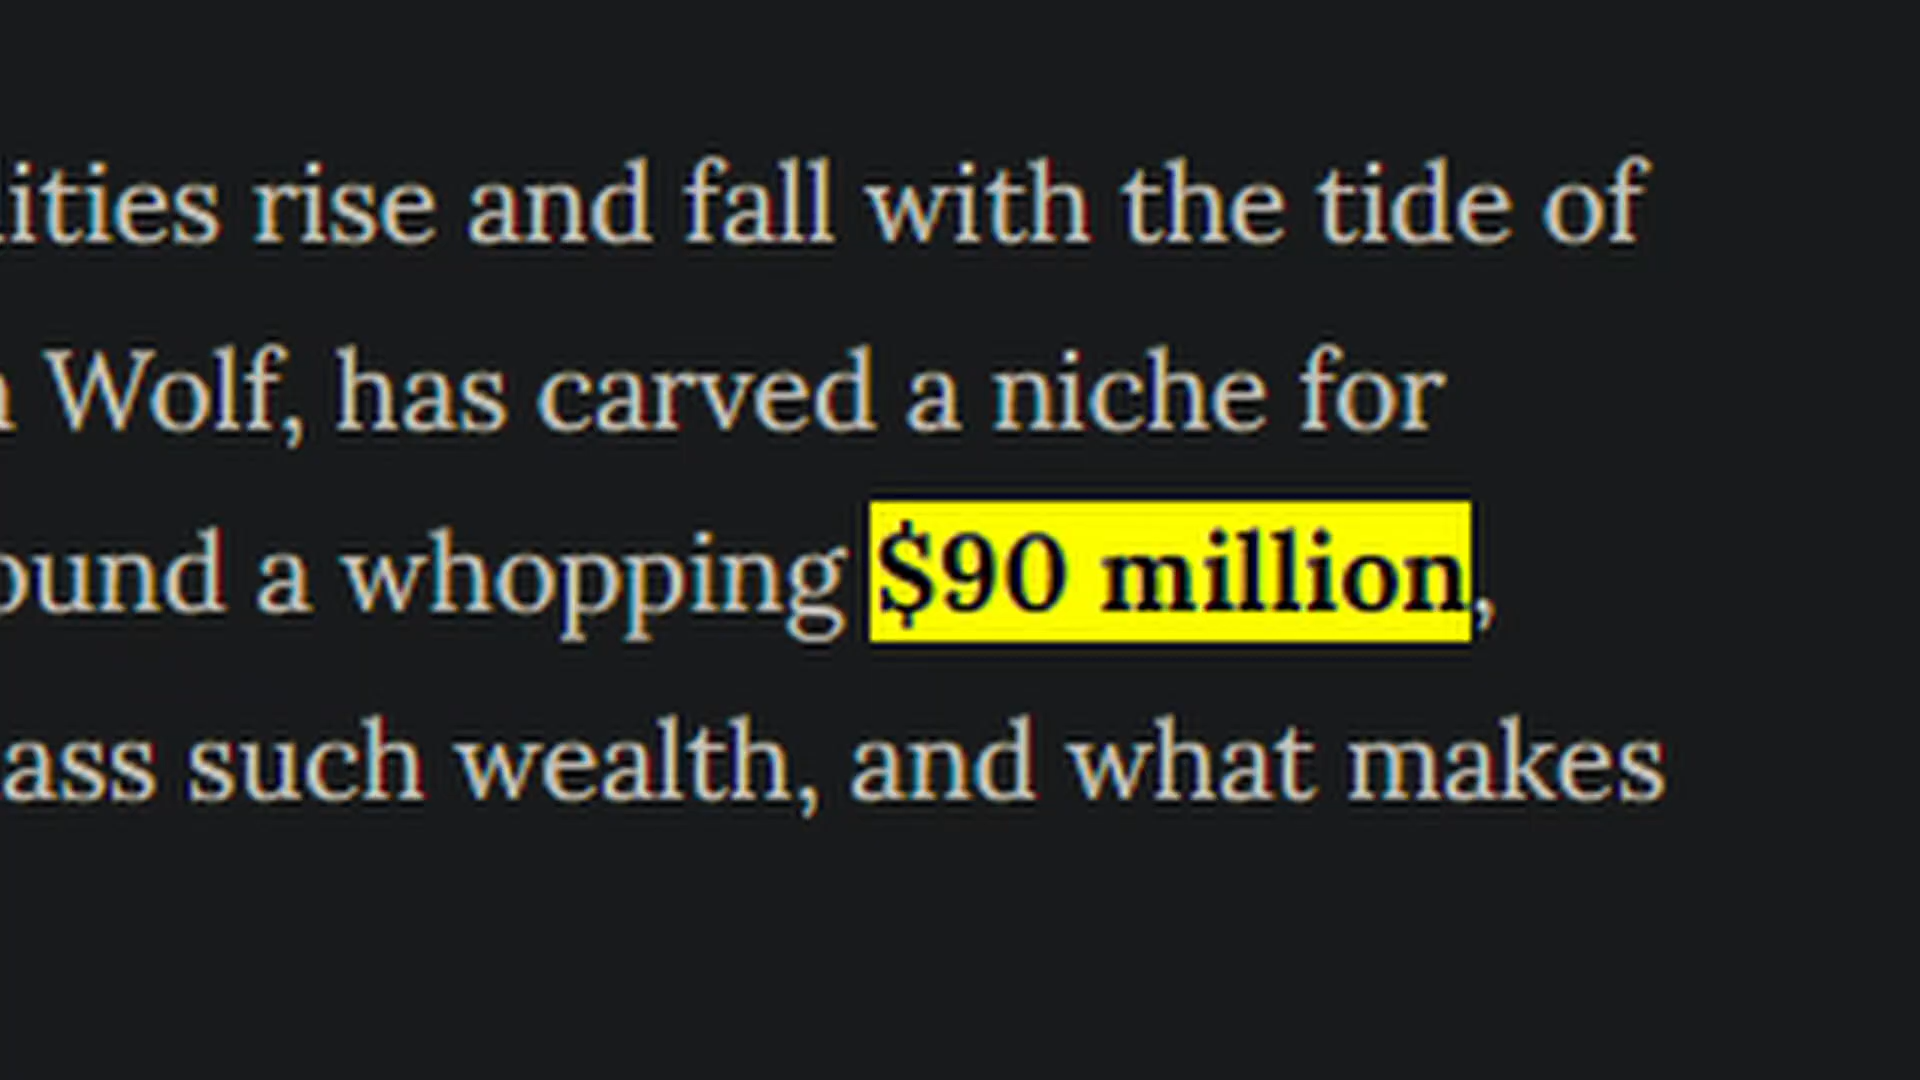 lities rise and fall with the tide of
Wolf, has carved a niche for
ound a whopping $90 million,
ass such wealth, and what makes